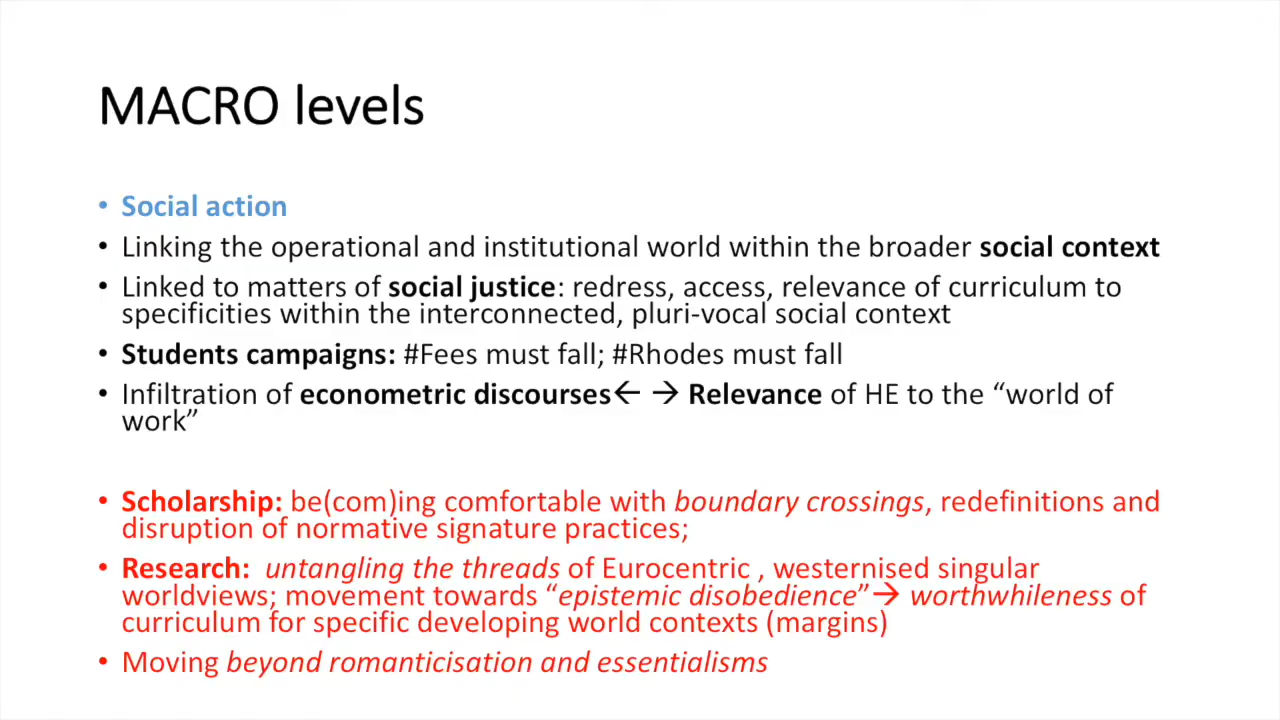 MACRO levels
• Social action
• Linking the operational and institutional world within the broader social context
• Linked to matters of social justice: redress, access, relevance of curriculum to
specificities within the interconnected, pluri-vocal social context
• Students campaigns: #Fees must fall; #Rhodes must fall
• Infiltration of econometric discourses← → Relevance of HE to the “world of
work”
• Scholarship: be(com)ing comfortable with boundary crossings, redefinitions and
disruption of normative signature practices;
• Research: untangling the threads of Eurocentric , westernised singular
worldviews; movement towards “epistemic disobedience”→ worthwhileness of
curriculum for specific developing world contexts (margins)
• Moving beyond romanticisation and essentialisms